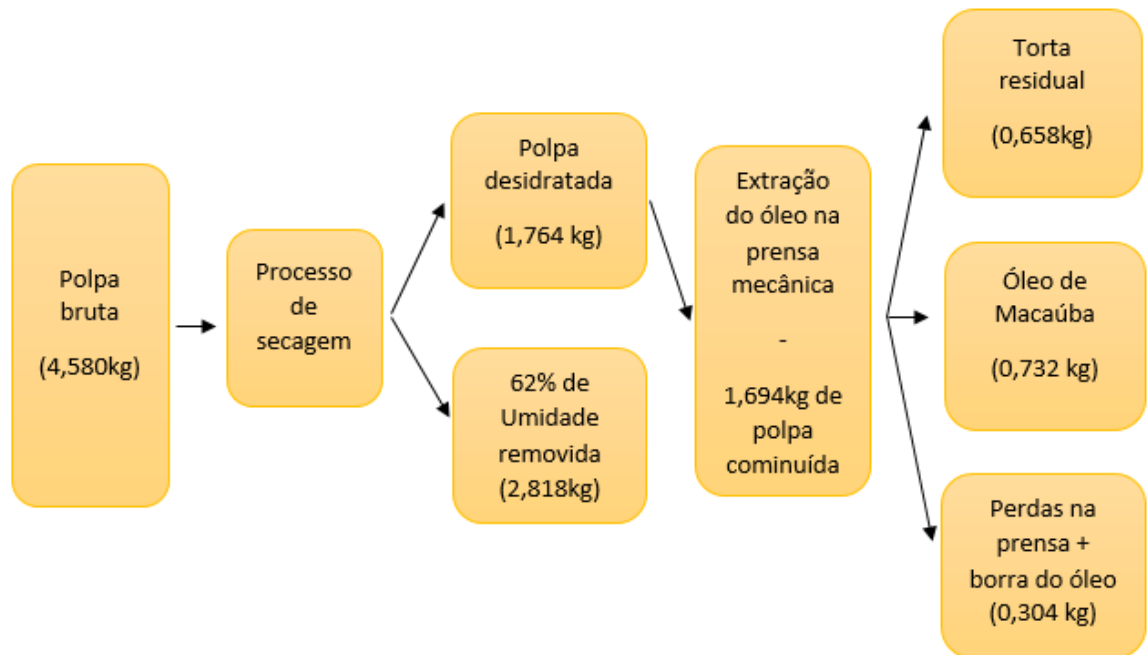 Polpa
bruta
(4,580kg)
Processo
de
secagem
Polpa
desidratada
(1,764 kg)
62% de
Umidade
removida
(2,818kg)
Extração
do óleo na
prensa
mecânica
-
1,694kg de
polpa
cominuída
Torta
residual
(0,658kg)
Óleo de
Macaúba
(0,732 kg)
Perdas na
prensa +
borra do óleo
(0,304 kg)